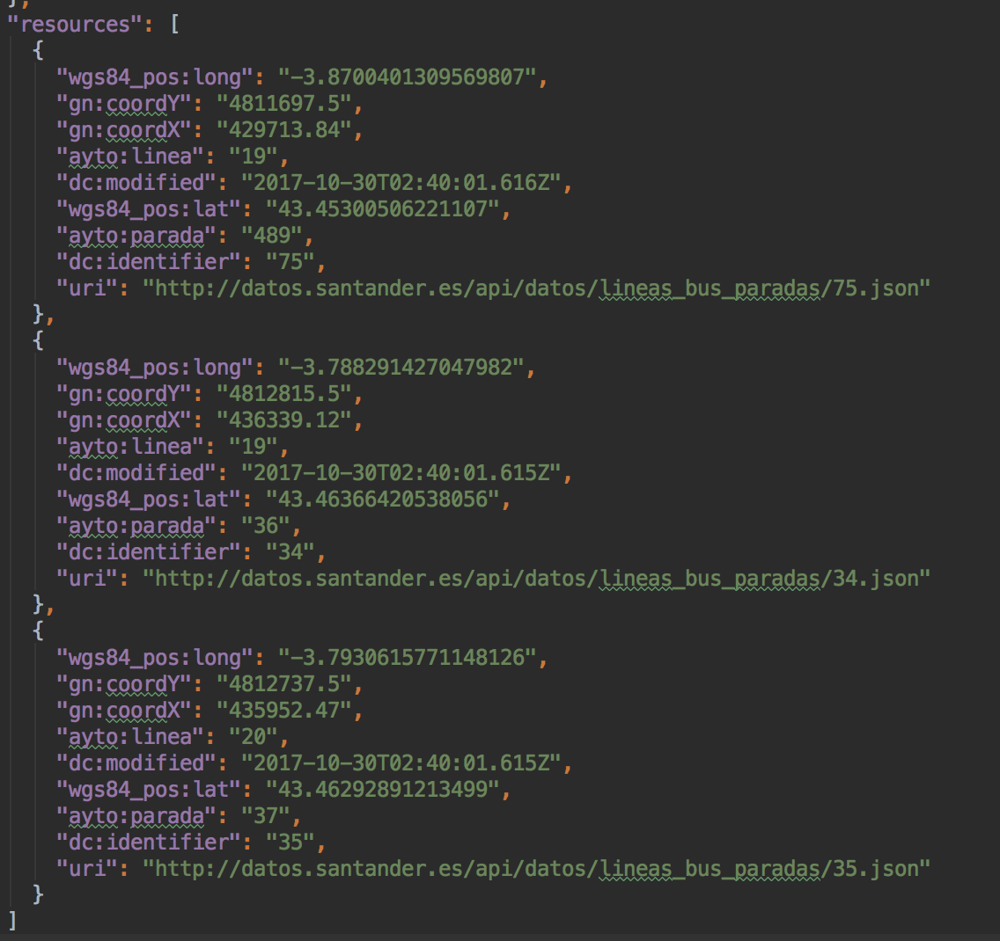 },
"resources": [
{
"wgs84_pos:long": "-3.8700401309569807",
"gn:coordY": "4811697.5",
"gn:coordX": "429713.84",
"ayto:linea": "19",
"dc:modified": "2017-10-30T02:40:01.616Z",
"wgs84_pos:lat": "43.45300506221107",
"ayto:parada": "489",
"dc:identifier": "75",
"uri": "http://datos.santander.es/api/datos/lineas_bus_paradas/75.json"
},
{
"wgs84_pos:long": "-3.788291427047982",
"gn:coordY": "4812815.5",
"gn:coordX": "436339.12",
"ayto:linea": "19",
"dc:modified": "2017-10-30T02:40:01.615Z",
"wgs84_pos:lat": "43.46366420538056",
"ayto:parada": "36",
"dc:identifier": "34",
"uri": "http://datos.santander.es/api/datos/lineas_bus_paradas/34.json"
},
{
"wgs84_pos:long": "-3.7930615771148126",
"gn:coordY": "4812737.5",
"gn:coordX": "435952.47",
"ayto:linea": "20",
"dc:modified": "2017-10-30T02:40:01.615Z",
"wgs84_pos:lat": "43.46292891213499",
"ayto:parada": "37",
"dc:identifier": "35",
"uri": "http://datos.santander.es/api/datos/lineas_bus_paradas/35.json"
}
]